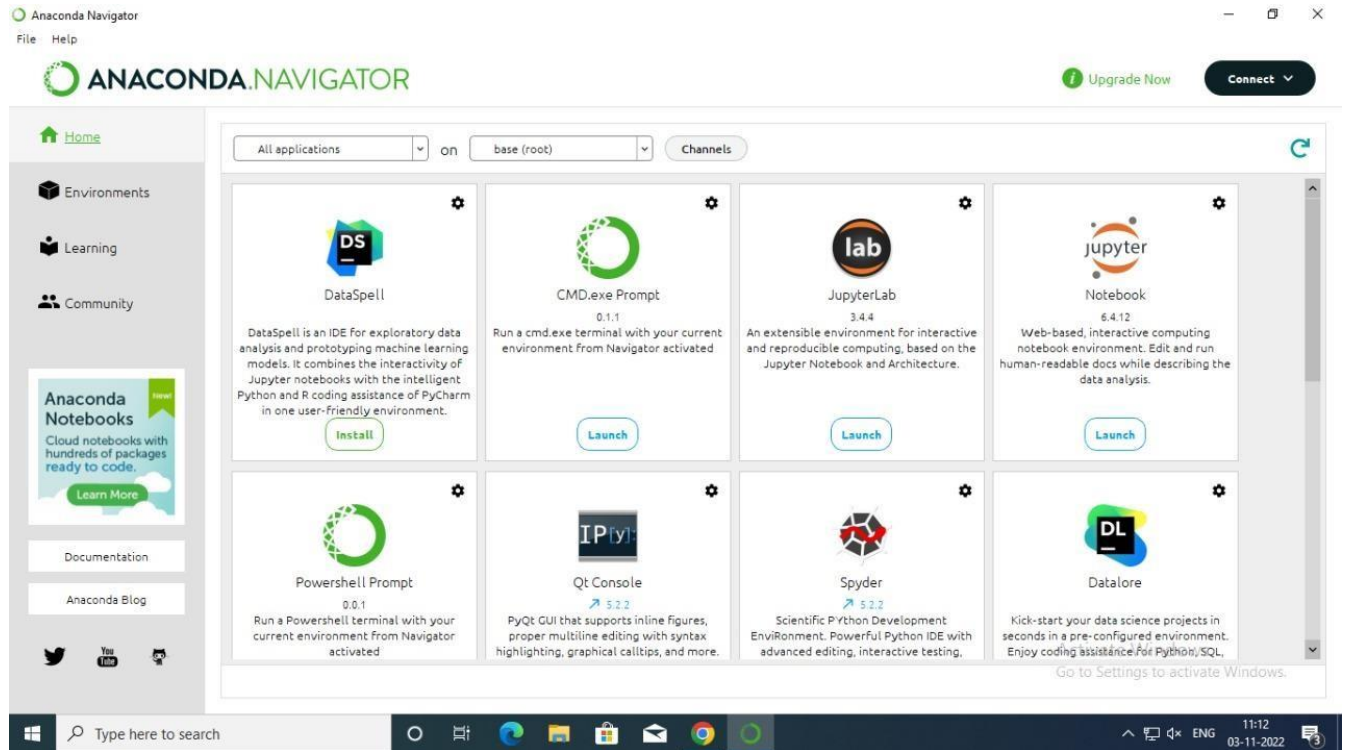 Anaconda Navigator
File Help
ANACONDA.NAVIGATOR
Upgrade Now
Connect
Home
Environments
Learning
Community
Anaconda
Notebooks
New!
Cloud notebooks with
hundreds of packages
ready to code.
Learn More
Documentation
Anaconda Blog
You
Tube
All applications on base (root) Channels
DS
DataSpell
DataSpell is an IDE for exploratory data
analysis and prototyping machine learning
models. It combines the interactivity of
Jupyter notebooks with the intelligent
Python and R coding assistance of PyCharm
in one user-friendly environment.
Install
CMD.exe Prompt
0.1.1
Run a cmd.exe terminal with your current
environment from Navigator activated
Launch
lab
JupyterLab
3.4.4
An extensible environment for interactive
and reproducible computing, based on the
Jupyter Notebook and Architecture.
Launch
jupyter
Notebook
6.4.12
Web-based, interactive computing
notebook environment. Edit and run
human-readable docs while describing the
data analysis.
Launch
Powershell Prompt
0.0.1
Run a Powershell terminal with your
current environment from Navigator
activated
IP[y]:
Qt Console
5.2.2
PyQt GUI that supports inline figures,
proper multiline editing with syntax
highlighting, graphical calltips, and more.
Spyder
5.2.2
Scientific PYthon Development
EnviRonment. Powerful Python IDE with
advanced editing, interactive testing,
DL
Datalore
Kick-start your data science projects in
seconds in a pre-configured environment.
Enjoy coding assistance for Python, SQL,
Activate Windows
Go to Settings to activate Windows.
Type here to search
ENG
11:12
03-11-2022
3